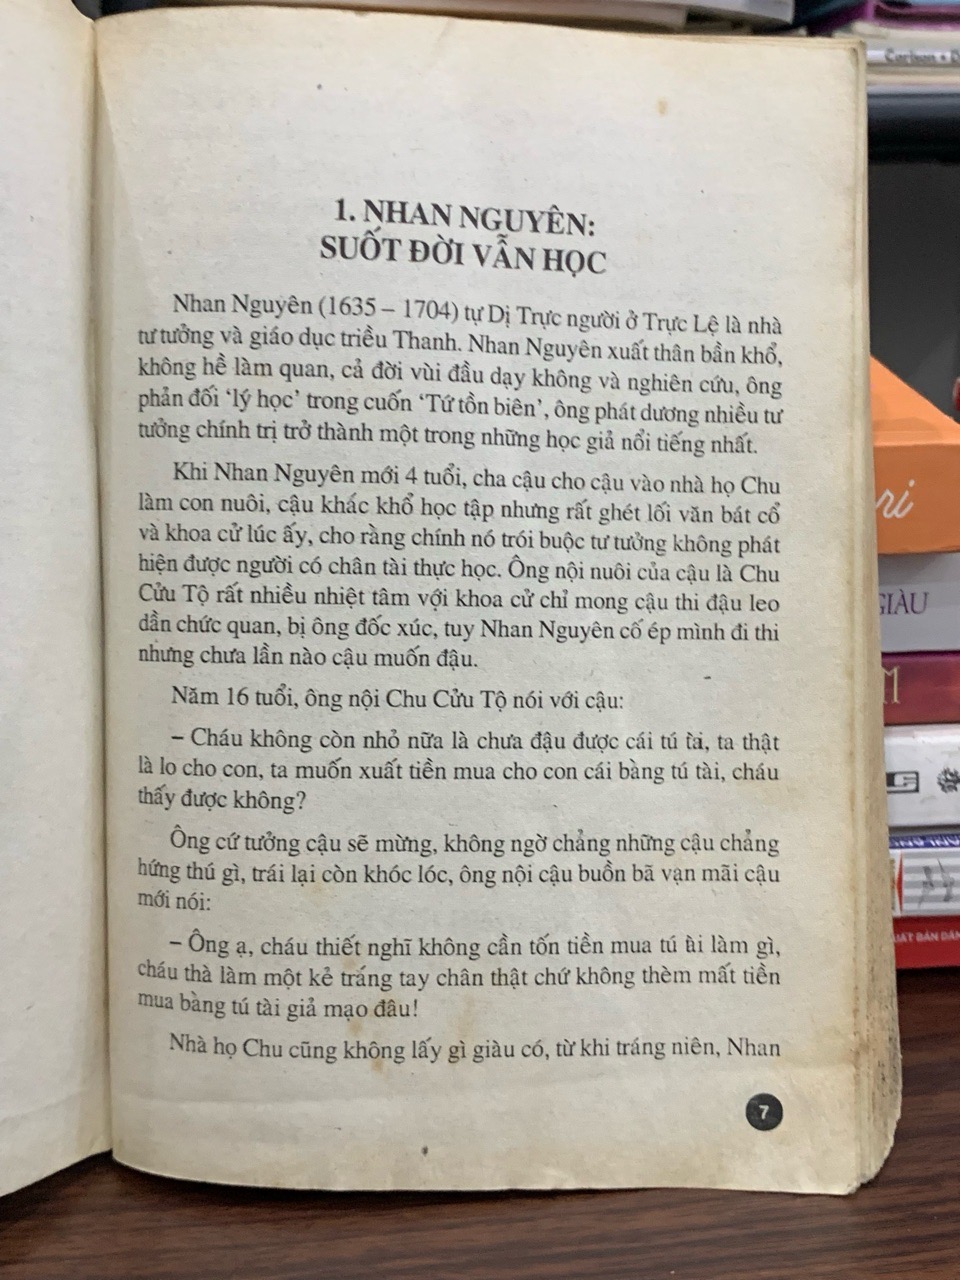 1. NHAN NGUYÊN:
SUỐT ĐỜI VẪN HỌC
Nhan Nguyên (1635 – 1704) tự Dị Trực người ở Trực Lệ là nhà
tư tưởng và giáo dục triều Thanh. Nhan Nguyên xuất thân bần khổ,
không hề làm quan, cả đời vùi đầu dạy không và nghiên cứu, ông
phản đối ‘lý học’ trong cuốn ‘Tứ tồn biên’, ông phát dương nhiều tư
tưởng chính trị trở thành một trong những học giả nổi tiếng nhất.
Khi Nhan Nguyên mới 4 tuổi, cha cậu cho cậu vào nhà họ Chu
làm con nuôi, cậu khắc khổ học tập nhưng rất ghét lối văn bát cổ
và khoa cử lúc ấy, cho rằng chính nó trói buộc tư tưởng không phát
hiện được người có chân tài thực học. Ông nội nuôi của cậu là Chu
Cửu Tộ rất nhiều nhiệt tâm với khoa cử chỉ mong cậu thi đậu leo
dần chức quan, bị ông đốc xúc, tuy Nhan Nguyên cố ép mình đi thi
nhưng chưa lần nào cậu muốn đậu.
Năm 16 tuổi, ông nội Chu Cửu Tộ nói với cậu:
– Cháu không còn nhỏ nữa là chưa đậu được cái tú tài, ta thật
là lo cho con, ta muốn xuất tiền mua cho con cái bằng tú tài, cháu
thấy được không?
Ông cứ tưởng cậu sẽ mừng, không ngờ chẳng những cậu chẳng
hứng thú gì, trái lại còn khóc lóc, ông nội cậu buồn bã vạn mãi cậu
mới nói:
– Ông ạ, cháu thiết nghĩ không cần tốn tiền mua tú tài làm gì,
cháu thà làm một kẻ trắng tay chân thật chứ không thèm mất tiền
mua bằng tú tài giả mạo đâu!
Nhà họ Chu cũng không lấy gì giàu có, từ khi tráng niên, Nhan
7
Carlson
ri
GIÀU
G
XUẤT BẢN DÂN